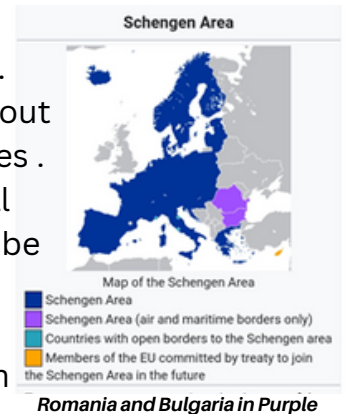 Schengen Area
.
out
es .
l
be
n
Map of the Schengen Area
Schengen Area
Schengen Area (air and maritime borders only)
Countries with open borders to the Schengen area
Members of the EU committed by treaty to join
the Schengen Area in the future
Romania and Bulgaria in Purple